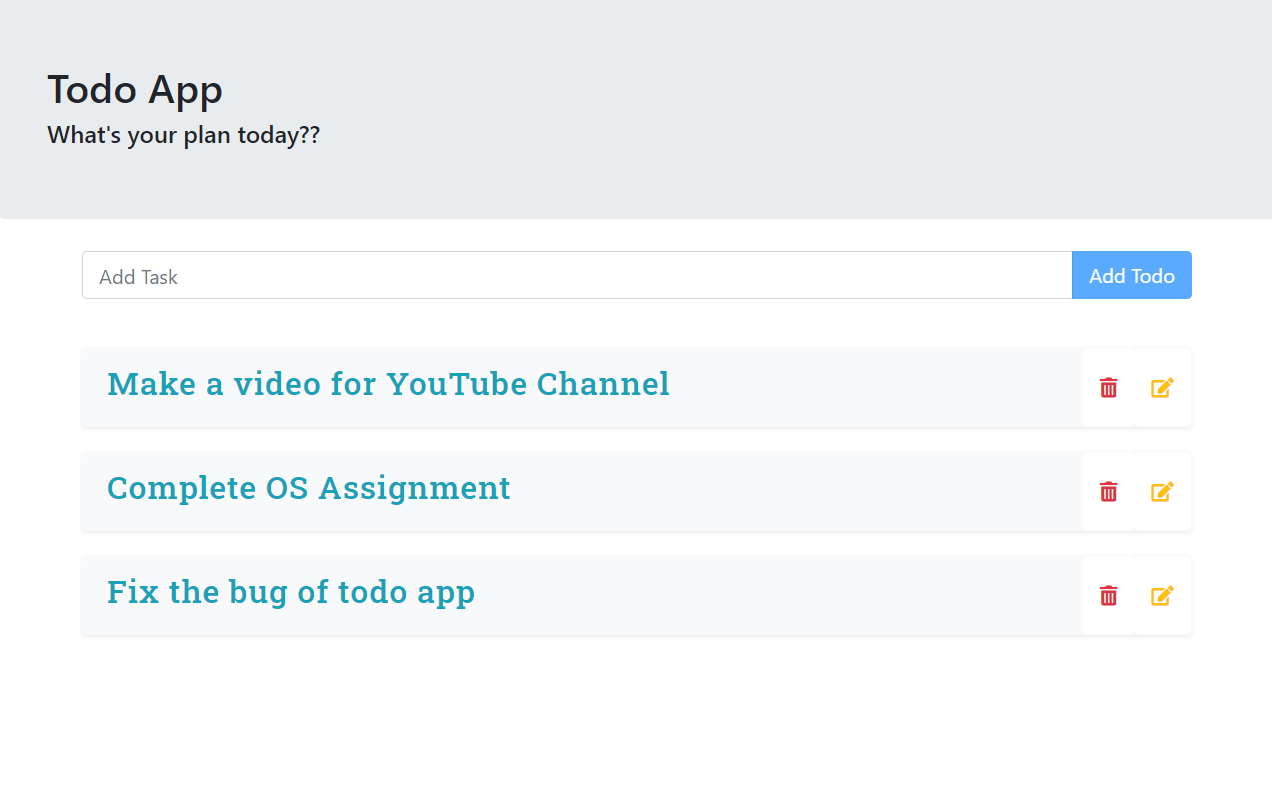 Todo App
What's your plan today??
Add Task
Add Todo
Make a video for YouTube Channel
Complete OS Assignment
Fix the bug of todo app